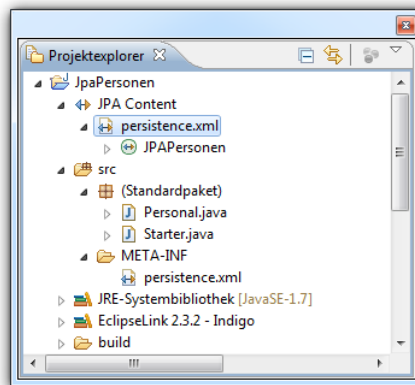 Projektexplorer
JpaPersonen
JPA Content
persistence.xml
JPAPersonen
src
(Standardpaket)
Personal.java
Starter.java
META-INF
persistence.xml
JRE-Systembibliothek [JavaSE-1.7]
EclipseLink 2.3.2 - Indigo
build